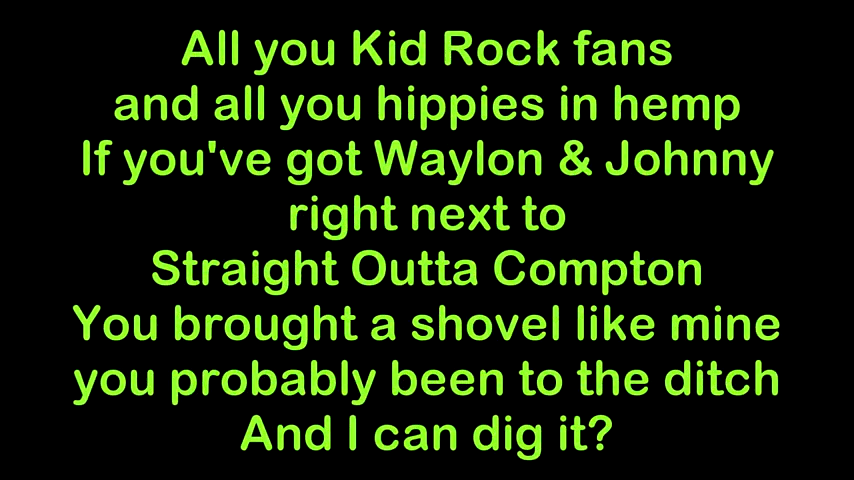 All you Kid Rock fans
and all you hippies in hemp
If you've got Waylon & Johnny
right next to
Straight Outta Compton
You brought a shovel like mine
you probably been to the ditch
And I can dig it?